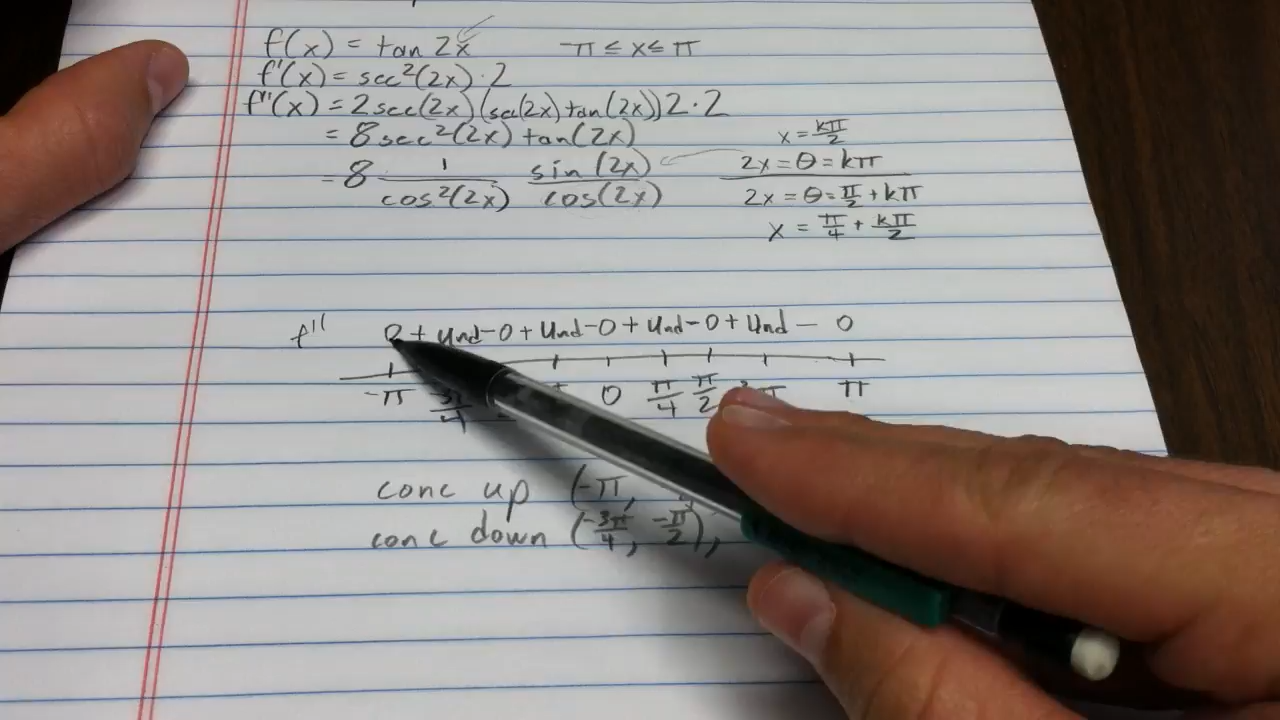 f(x) = tan 2x -π ≤ x ≤ π
f'(x) = sec²(2x)·2
f''(x) = 2sec(2x)(sec(2x)tan(2x))2·2
= 8sec²(2x)tan(2x) x = kπ/2
= 8 1/cos²(2x) sin(2x)/cos(2x) 2x = θ = kπ
2x = θ = π/2 + kπ
x = π/4 + kπ/2
f'' 0 + und - 0 + und - 0 + und - 0 + und - 0
-π 0 π/4 π/2 π
conc up (-π,
conc down (-3π/4, -π/2),